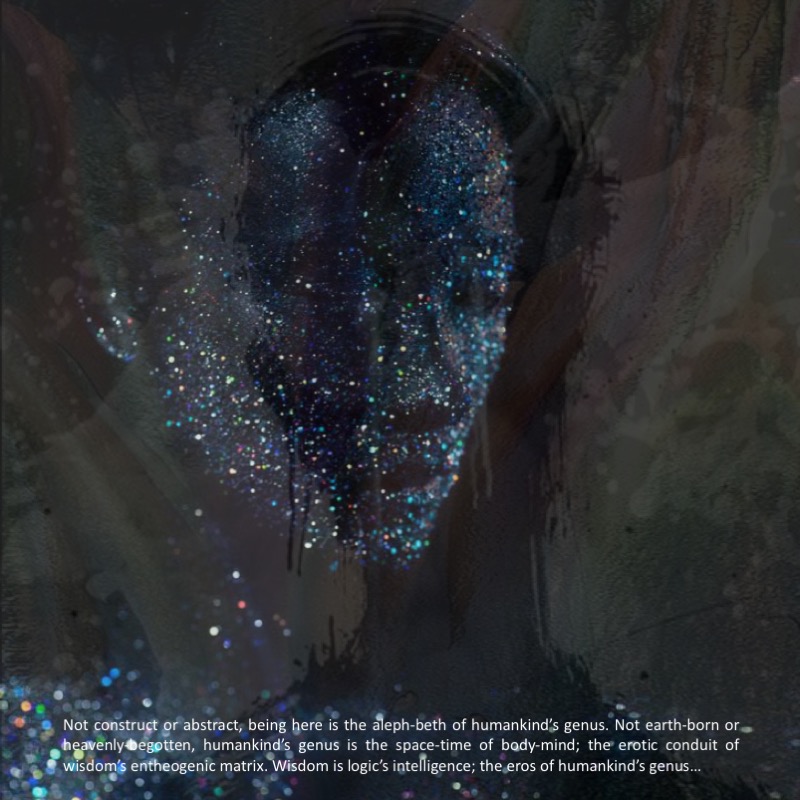 Not construct or abstract, being here is the aleph-beth of humankind’s genus. Not earth-born or
heavenly-begotten, humankind’s genus is the space-time of body-mind; the erotic conduit of
wisdom’s entheogenic matrix. Wisdom is logic’s intelligence; the eros of humankind’s genus…